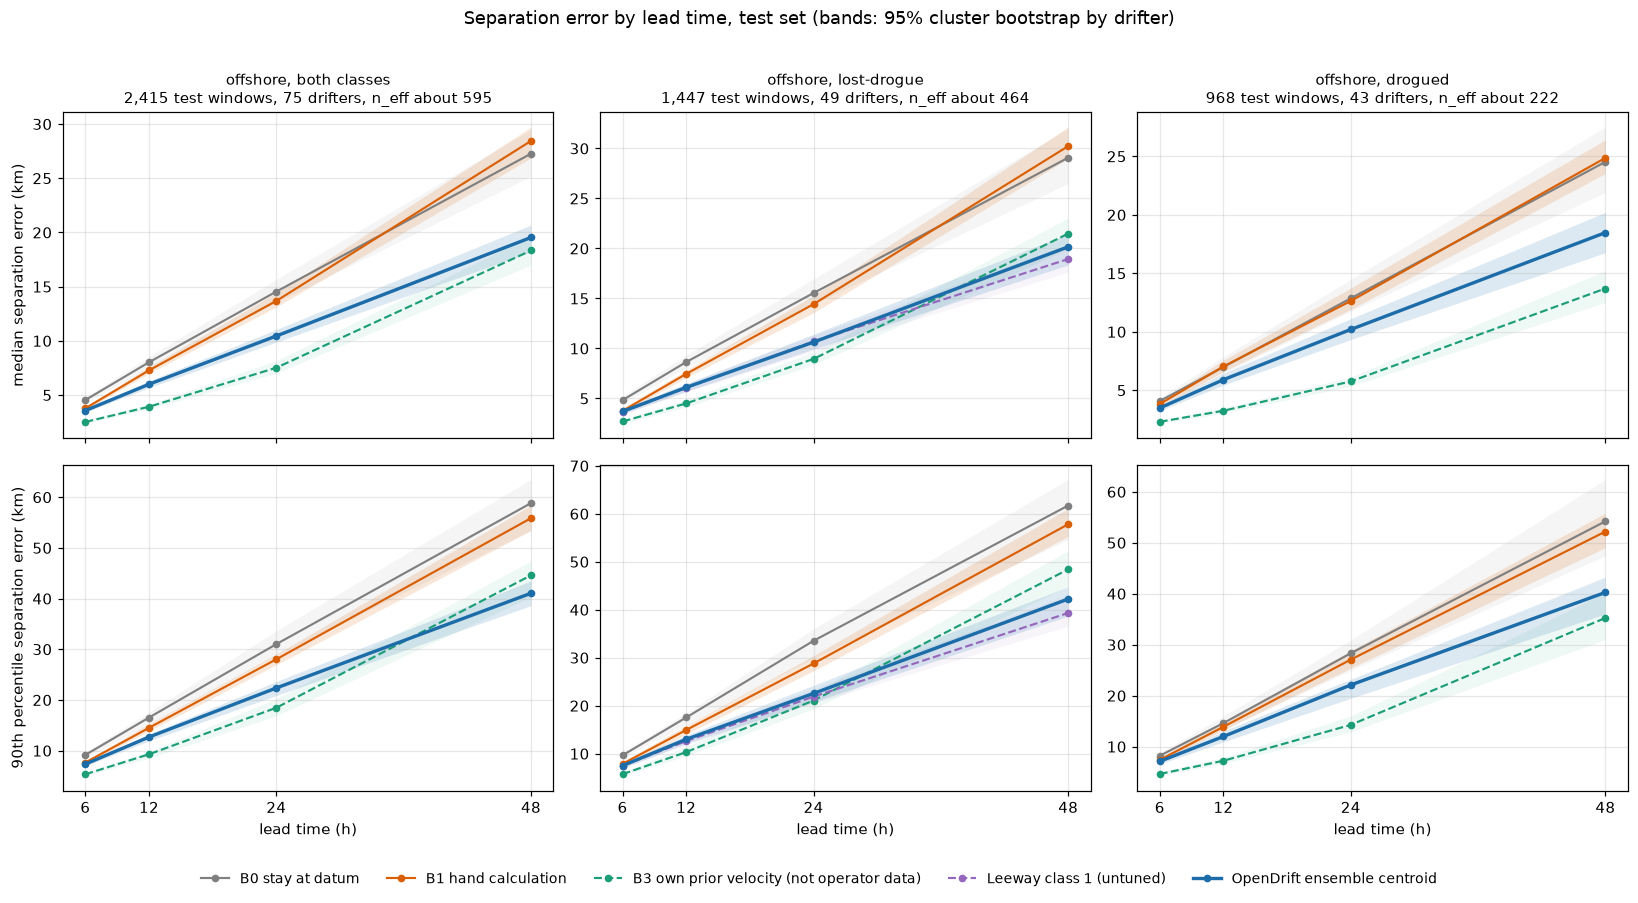 Separation error by lead time, test set (bands: 95% cluster bootstrap by drifter)
offshore, both classes
2,415 test windows, 75 drifters, n_eff about 595
offshore, lost-drogue
1,447 test windows, 49 drifters, n_eff about 464
offshore, drogued
968 test windows, 43 drifters, n_eff about 222
median separation error (km)
30
25
20
15
10
5
30
25
20
15
10
5
25
20
15
10
5
90th percentile separation error (km)
60
50
40
30
20
10
70
60
50
40
30
20
10
60
50
40
30
20
10
6 12 24 48
6 12 24 48
6 12 24 48
lead time (h)
lead time (h)
lead time (h)
B0 stay at datum
B1 hand calculation
B3 own prior velocity (not operator data)
Leeway class 1 (untuned)
OpenDrift ensemble centroid